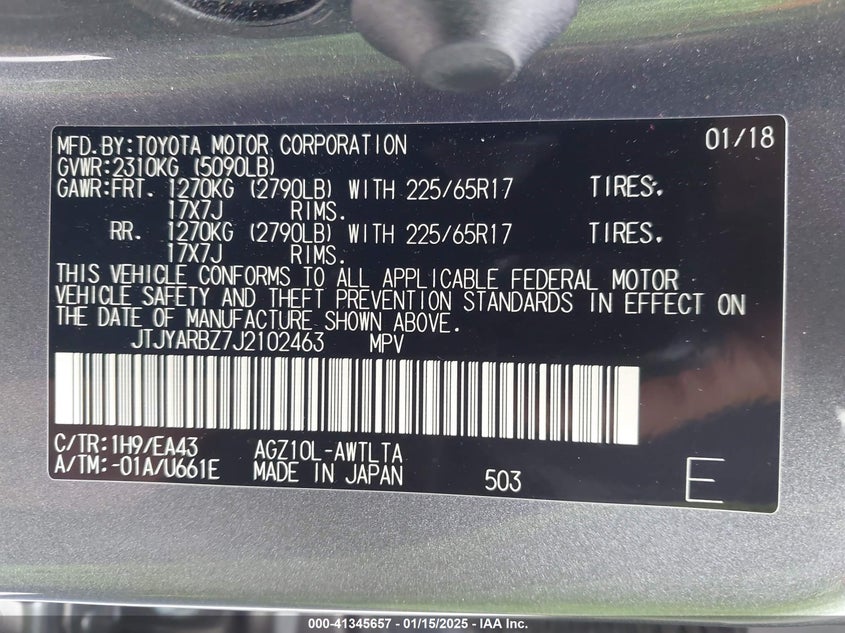 MFD.BY:TOYOTA MOTOR CORPORATION 01/18
GVWR:2310KG (5090LB)
GAWR:FRT. 1270KG (2790LB) WITH 225/65R17 TIRES.
17X7J RIMS.
RR. 1270KG (2790LB) WITH 225/65R17 TIRES.
17X7J RIMS.
THIS VEHICLE CONFORMS TO ALL APPLICABLE FEDERAL MOTOR
VEHICLE SAFETY AND THEFT PREVENTION STANDARDS IN EFFECT ON
THE DATE OF MANUFACTURE SHOWN ABOVE.
JTJYARBZ7J2102463 MPV
C/TR:1H9/EA43 AGZ10L-AWTLTA
A/TM:-01A/U661E MADE IN JAPAN 503 E
000-41345657 - 01/15/2025 - IAA Inc.